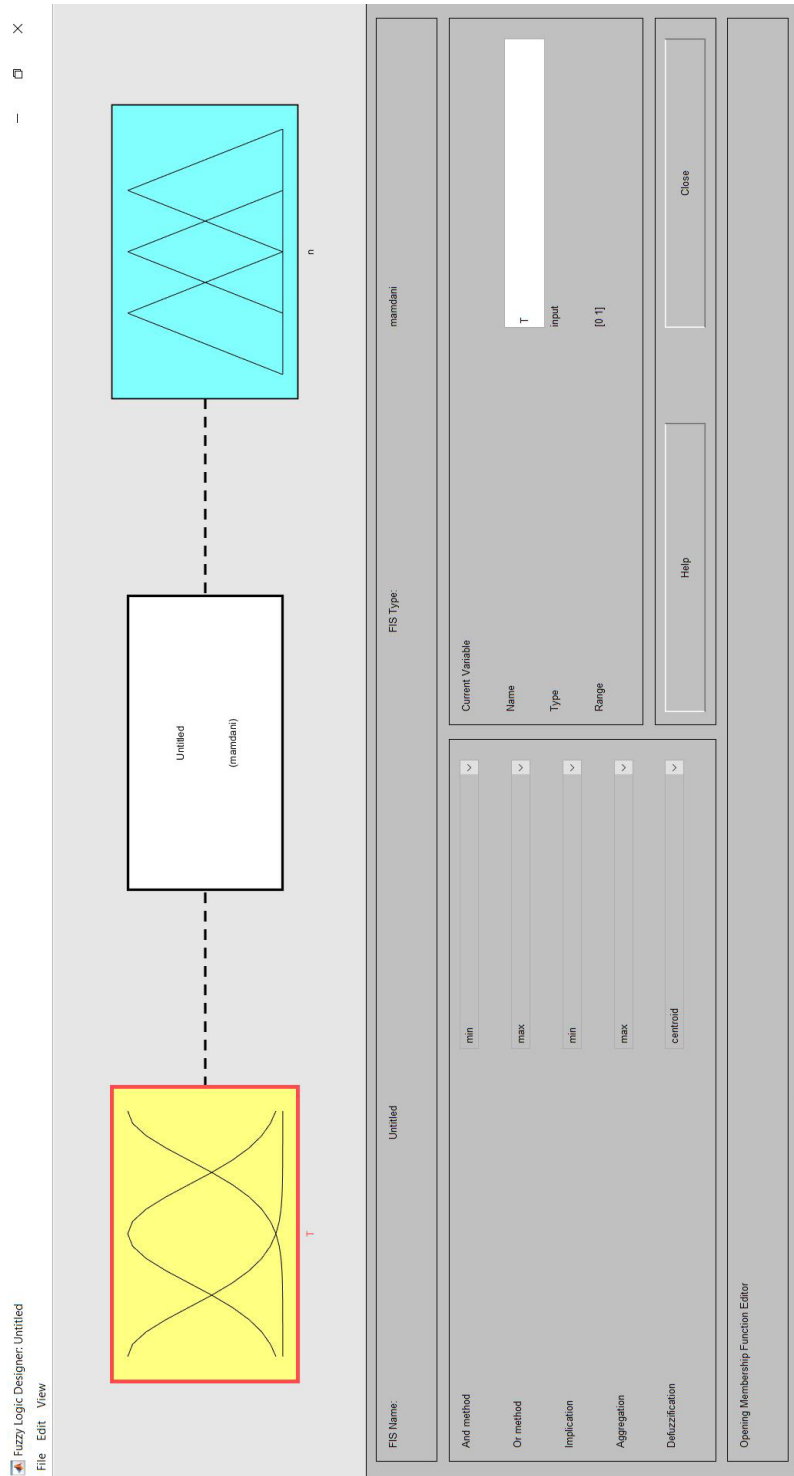 Fuzzy Logic Designer: Untitled
File Edit View
Untitled
(mamdani)
T
n
FIS Name: Untitled FIS Type: mamdani
And method min
Or method max
Implication min
Aggregation max
Defuzzification centroid
Current Variable
Name T
Type input
Range [0 1]
Help Close
Opening Membership Function Editor